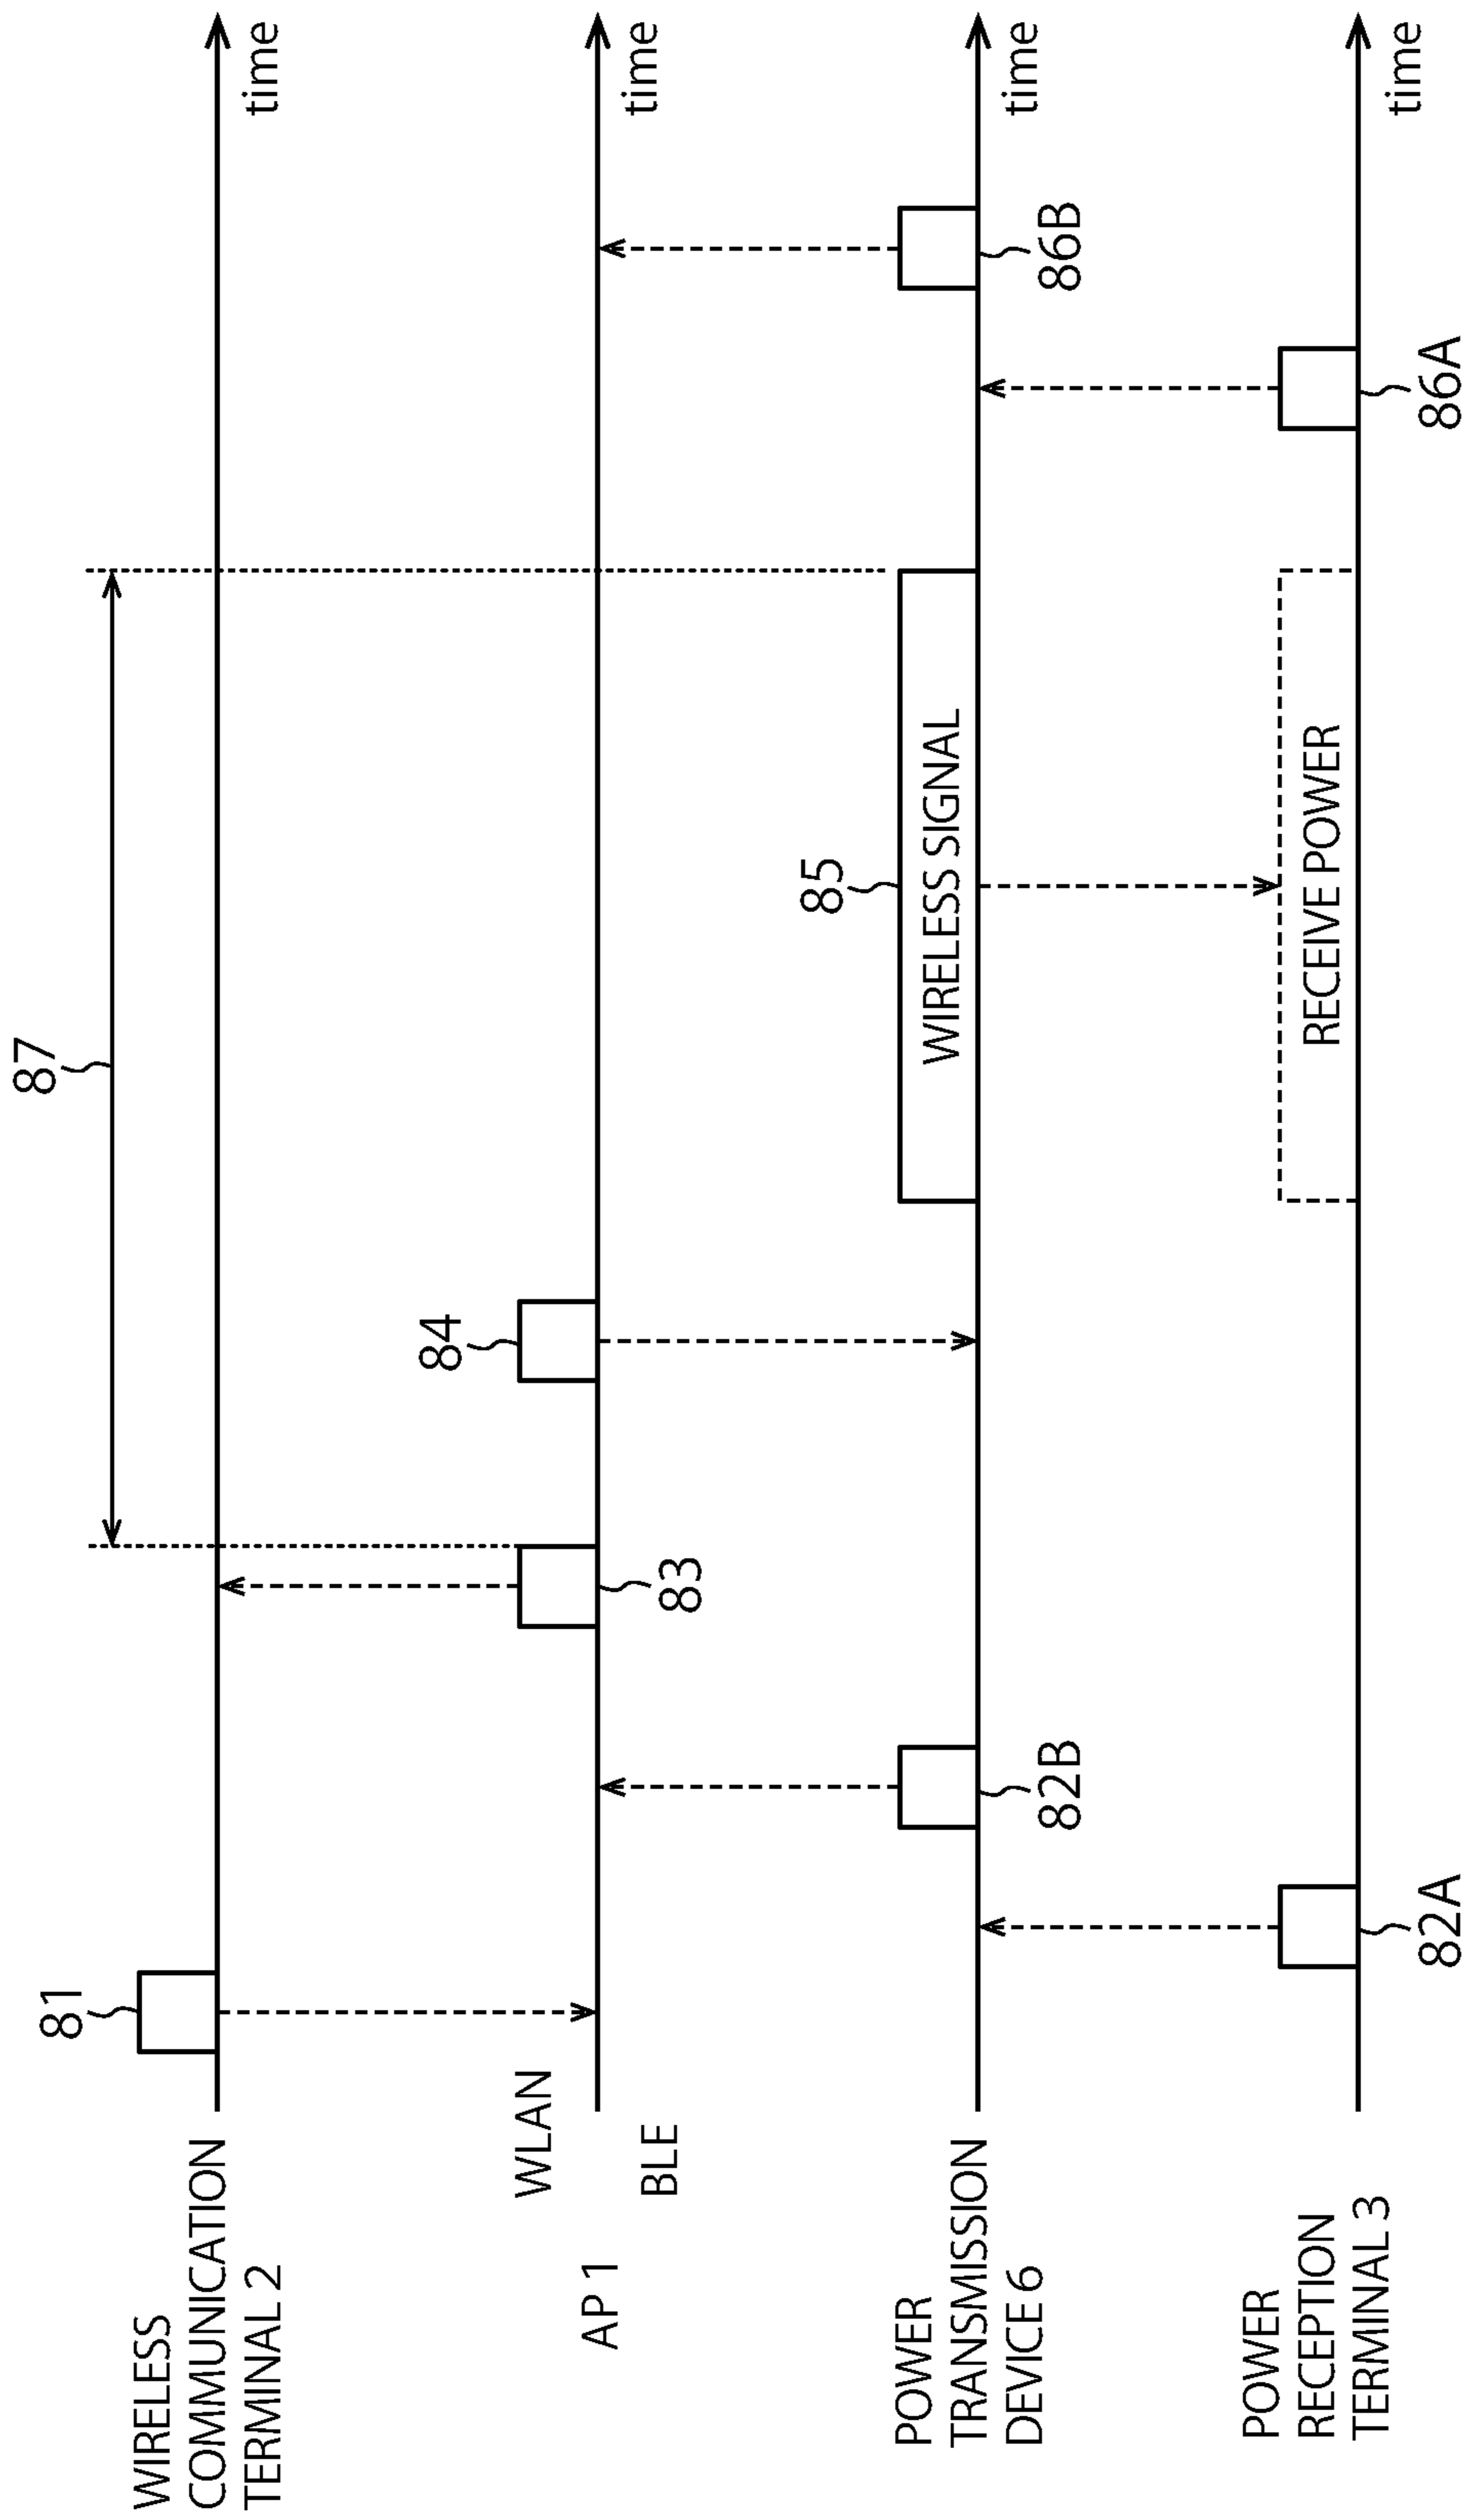 87
81
WIRELESS
COMMUNICATION
TERMINAL 2
time
84
WLAN
AP 1
BLE
83
time
85
WIRELESS SIGNAL
POWER
TRANSMISSION
DEVICE 6
82B
86B
time
RECEIVE POWER
POWER
RECEPTION
TERMINAL 3
82A
86A
time